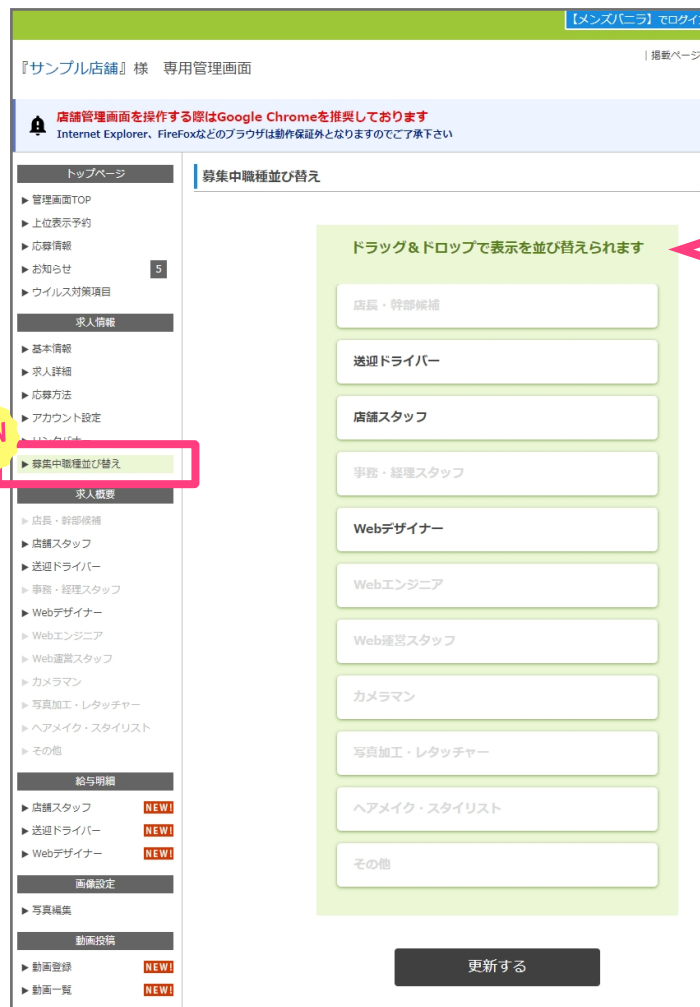 【メンズバニラ】でログイン
『サンプル店舗』様 専用管理画面
｜掲載ページ
店舗管理画面を操作する際はGoogle Chromeを推奨しております
Internet Explorer、FireFoxなどのブラウザは動作保証外となりますのでご了承下さい
トップページ
▶ 管理画面TOP
▶ 上位表示予約
▶ 応募情報
▶ お知らせ 5
▶ ウイルス対策項目
求人情報
▶ 基本情報
▶ 求人詳細
▶ 応募方法
▶ アカウント設定
▶ リンクバナー
▶ 募集中職種並び替え
求人概要
▶ 店長・幹部候補
▶ 店舗スタッフ
▶ 送迎ドライバー
▶ 事務・経理スタッフ
▶ Webデザイナー
▶ Webエンジニア
▶ Web運営スタッフ
▶ カメラマン
▶ 写真加工・レタッチャー
▶ ヘアメイク・スタイリスト
▶ その他
給与明細
▶ 店舗スタッフ NEW!
▶ 送迎ドライバー NEW!
▶ Webデザイナー NEW!
画像設定
▶ 写真編集
動画投稿
▶ 動画登録 NEW!
▶ 動画一覧 NEW!
募集中職種並び替え
ドラッグ＆ドロップで表示を並び替えられます
店長・幹部候補
送迎ドライバー
店舗スタッフ
事務・経理スタッフ
Webデザイナー
Webエンジニア
Web運営スタッフ
カメラマン
写真加工・レタッチャー
ヘアメイク・スタイリスト
その他
更新する